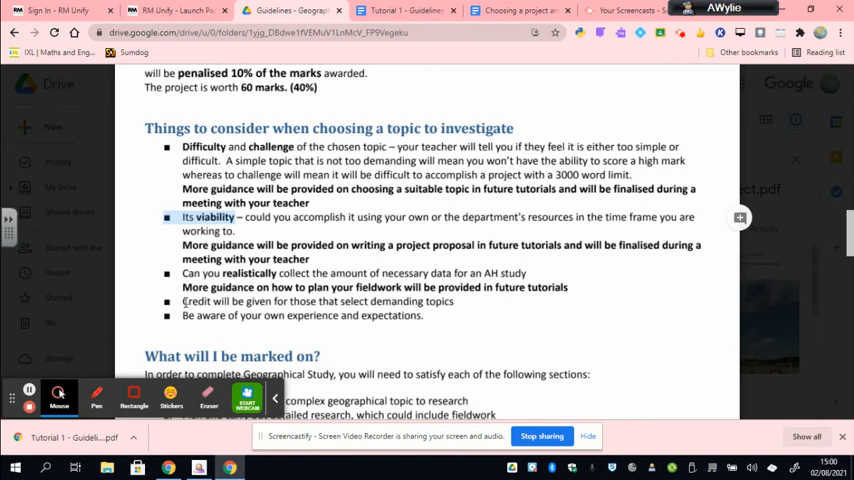 Sign In - RM Unify
RM Unify - Launch Po
Guidelines - Geograph
Tutorial 1 - Guidelines
Choosing a project an
Your Screencasts - S
AWylie
drive.google.com/drive/u/0/folders/1yjg_DBdwe1fVEMuV1LnMcV_FP9Vegeku
IXL | Maths and Eng...
Sumdog
Other bookmarks
Reading list
will be penalised 10% of the marks awarded.
The project is worth 60 marks. (40%)
Drive
Google
Things to consider when choosing a topic to investigate
New
Difficulty and challenge of the chosen topic – your teacher will tell you if they feel it is either too simple or
difficult. A simple topic that is not too demanding will mean you won't have the ability to score a high mark
Priority
whereas to challenge will mean it will be difficult to accomplish a project with a 3000 word limit.
My Drive
More guidance will be provided on choosing a suitable topic in future tutorials and will be finalised during a
meeting with your teacher
Shared drives
Its viability – could you accomplish it using your own or the department's resources in the time frame you are
working to.
Shared with me
More guidance will be provided on writing a project proposal in future tutorials and will be finalised during a
meeting with your teacher
Recent
Can you realistically collect the amount of necessary data for an AH study
More guidance on how to plan your fieldwork will be provided in future tutorials
Starred
Credit will be given for those that select demanding topics
Be aware of your own experience and expectations.
Bin
Storage
What will I be marked on?
In order to complete Geographical Study, you will need to satisfy each of the following sections:
complex geographical topic to research
detailed research, which could include fieldwork
Mouse
Pen
Rectangle
Stickers
Eraser
START
WEBCAM
Tutorial 1 - Guideli....pdf
Screencastify - Screen Video Recorder is sharing your screen and audio.
Stop sharing
Hide
Show all
15:00
02/08/2021